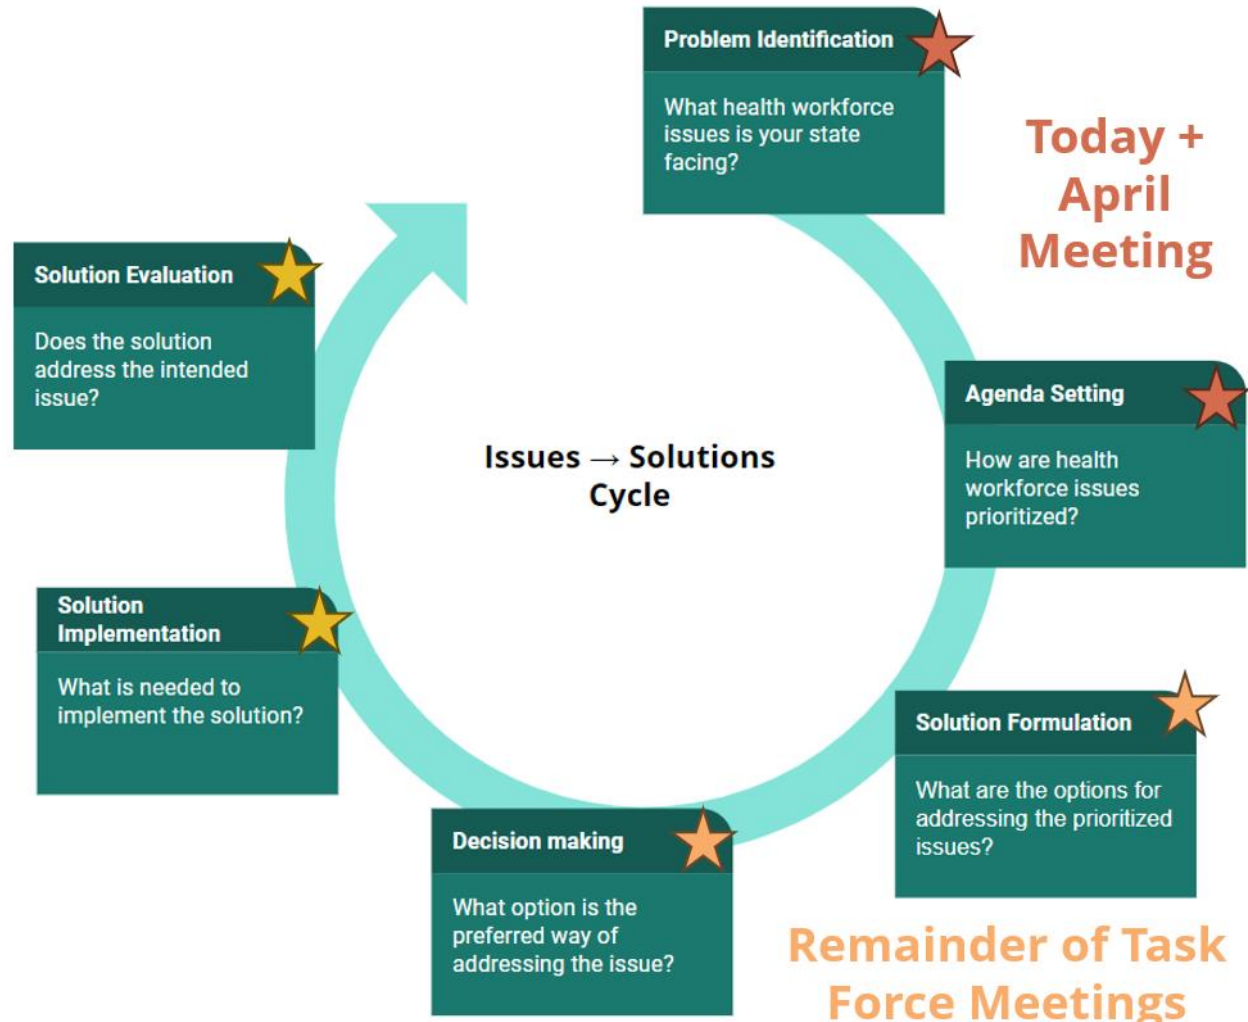 Problem Identification
What health workforce
issues is your state
facing?
Today +
April
Meeting
Agenda Setting
How are health
workforce issues
prioritized?
Solution Formulation
What are the options for
addressing the prioritized
issues?
Remainder of Task
Force Meetings
Decision making
What option is the
preferred way of
addressing the issue?
Solution
Implementation
What is needed to
implement the solution?
Solution Evaluation
Does the solution
address the intended
issue?
Issues → Solutions
Cycle